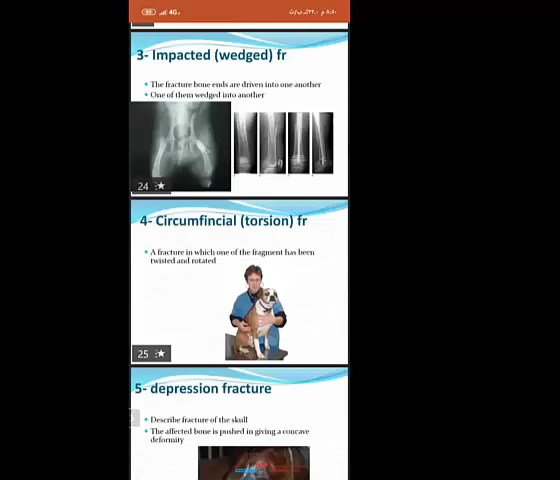 4G
3- Impacted (wedged) fr
The fracture bone ends are driven into one another
One of them wedged into another
24
4- Circumfincial (torsion) fr
A fracture in which one of the fragment has been
twisted and rotated
25
5- depression fracture
Describe fracture of the skull
The affected bone is pushed in giving a concave
deformity